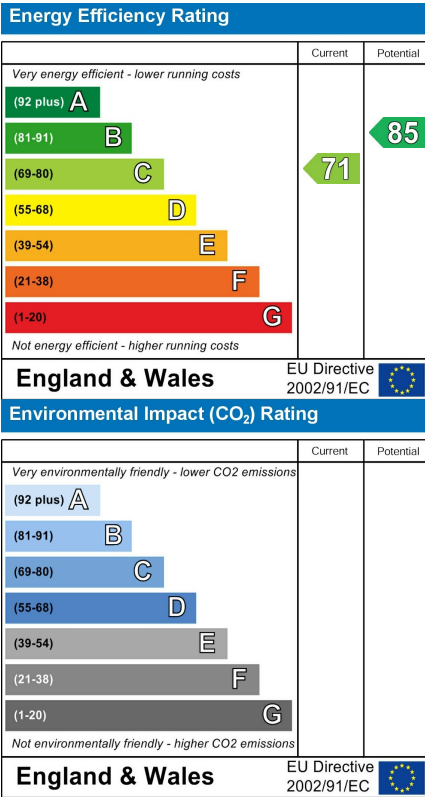 Energy Efficiency Rating
Current Potential
Very energy efficient - lower running costs
(92 plus) A
(81-91) B
85
(69-80) C
71
(55-68) D
(39-54) E
(21-38) F
(1-20) G
Not energy efficient - higher running costs
England & Wales
EU Directive
2002/91/EC
Environmental Impact (CO₂) Rating
Current Potential
Very environmentally friendly - lower CO2 emissions
(92 plus) A
(81-91) B
(69-80) C
(55-68) D
(39-54) E
(21-38) F
(1-20) G
Not environmentally friendly - higher CO2 emissions
England & Wales
EU Directive
2002/91/EC